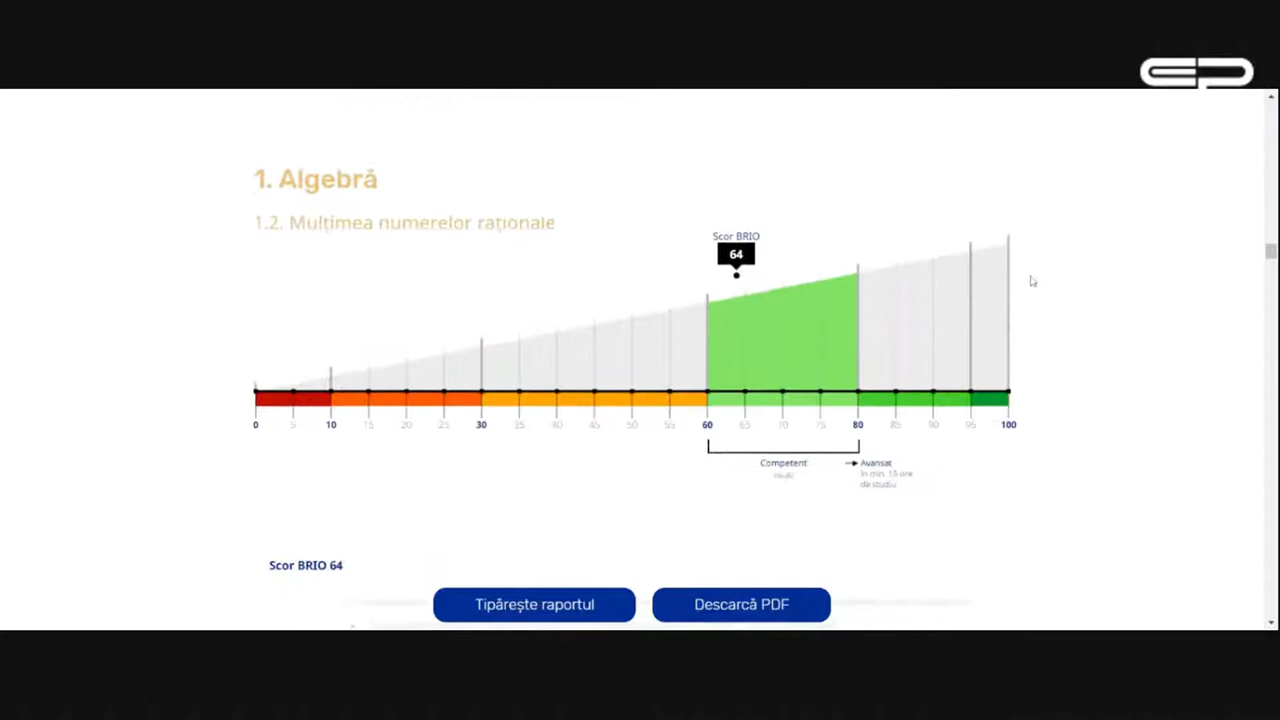 1. Algebră
1.2. Mulțimea numerelor raționale
Scor BRIO
64
0 5 10 15 20 25 30 35 40 45 50 55 60 65 70 75 80 85 90 95 100
Competent
Avansat
în min. 15 ore
de studiu
Scor BRIO 64
Tipărește raportul
Descarcă PDF